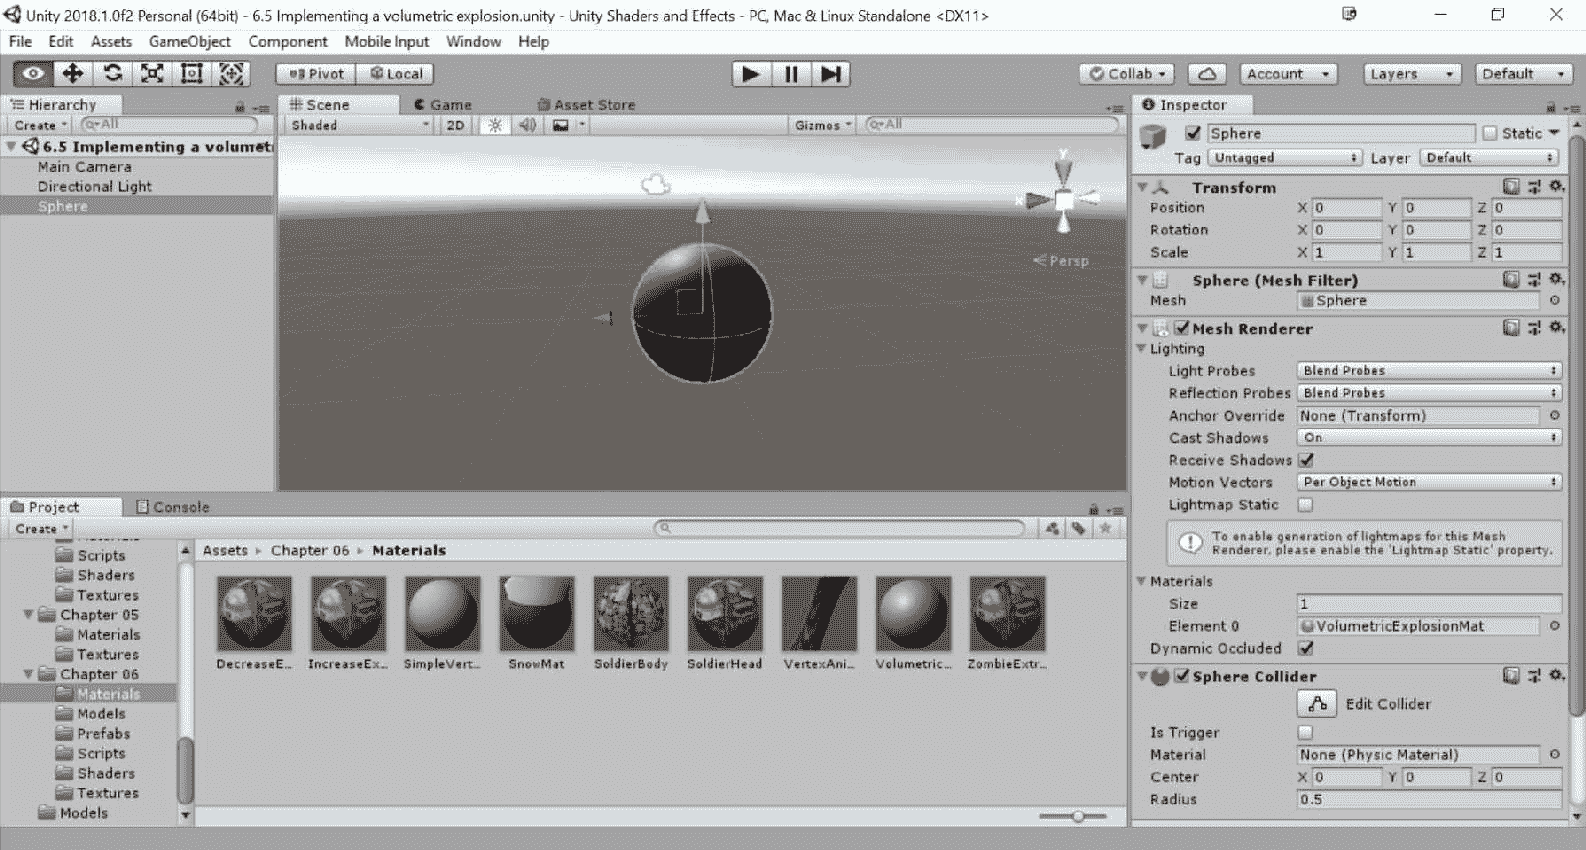 Unity 2018.1.0f2 Personal (64bit) - 6.5 Implementing a volumetric explosion.unity - Unity Shaders and Effects - PC, Mac & Linux Standalone <DX11>
File Edit Assets GameObject Component Mobile Input Window Help
Pivot Local Collab Account Layers Default
Hierarchy
Create All
6.5 Implementing a volumet
Main Camera
Directional Light
Sphere
Scene Game Asset Store
Shaded 2D Gizmos All
Y
X
Persp
Project Console
Create
Materials
Scripts
Shaders
Textures
Chapter 05
Materials
Textures
Chapter 06
Materials
Models
Prefabs
Scripts
Shaders
Textures
Models
Assets Chapter 06 Materials
DecreaseE... IncreaseEx... SimpleVert... SnowMat SoldierBody SoldierHead VertexAni... Volumetric... ZombieExtr...
Inspector
Sphere Static
Tag Untagged Layer Default
Transform
Position X 0 Y 0 Z 0
Rotation X 0 Y 0 Z 0
Scale X 1 Y 1 Z 1
Sphere (Mesh Filter)
Mesh Sphere
Mesh Renderer
Lighting
Light Probes Blend Probes
Reflection Probes Blend Probes
Anchor Override None (Transform)
Cast Shadows On
Receive Shadows
Motion Vectors Per Object Motion
Lightmap Static
To enable generation of lightmaps for this Mesh
Renderer, please enable the 'Lightmap Static' property.
Materials
Size 1
Element 0 VolumetricExplosionMat
Dynamic Occluded
Sphere Collider
Edit Collider
Is Trigger
Material None (Physic Material)
Center X 0 Y 0 Z 0
Radius 0.5